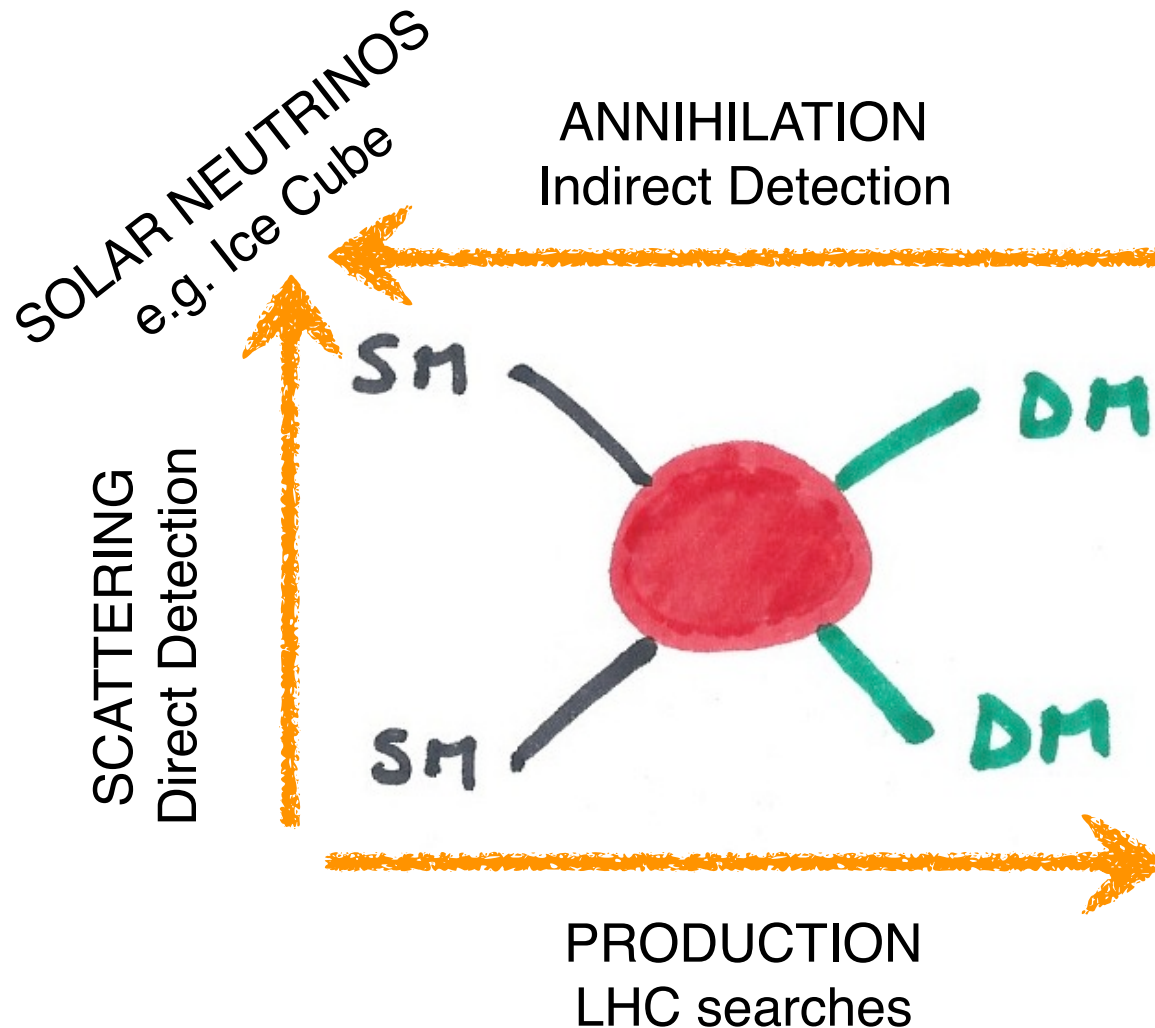 SOLAR NEUTRINOS
e.g. Ice Cube
ANNIHILATION
Indirect Detection
SM
DM
SCATTERING
Direct Detection
SM
DM
PRODUCTION
LHC searches